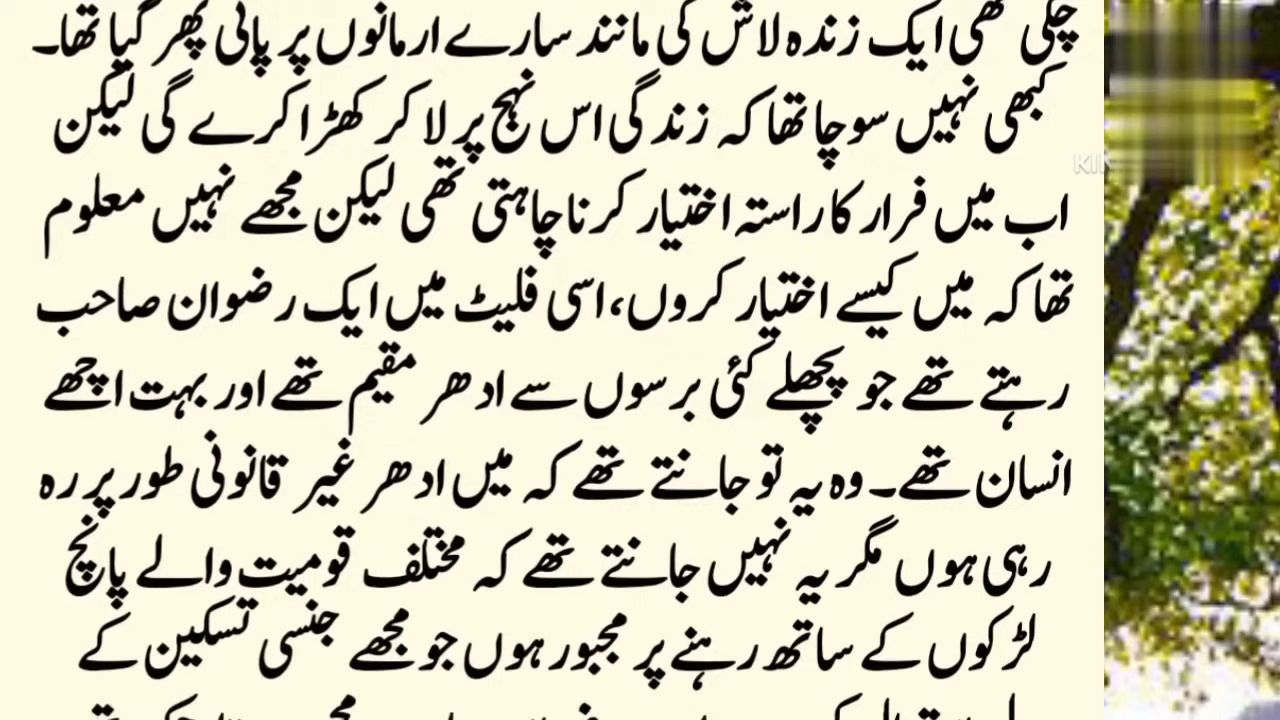 چکی تھی ایک زندہ لاش کی مانند سارے ارمانوں پر پانی پھر گیا تھا۔
کبھی نہیں سوچا تھا کہ زندگی اس نہج پر لا کر کھڑا کرے گی لیکن
اب میں فرار کا راستہ اختیار کرنا چاہتی تھی لیکن مجھے نہیں معلوم
تھا کہ میں کیسے اختیار کروں، اسی فلیٹ میں ایک رضوان صاحب
رہتے تھے جو پچھلے کئی برسوں سے ادھر مقیم تھے اور بہت اچھے
انسان تھے۔ وہ یہ تو جانتے تھے کہ میں ادھر غیر قانونی طور پر رہ
رہی ہوں مگر یہ نہیں جانتے تھے کہ مختلف قومیت والے پانچ
لڑکوں کے ساتھ رہنے پر مجبور ہوں جو مجھے جنسی تسکین کے